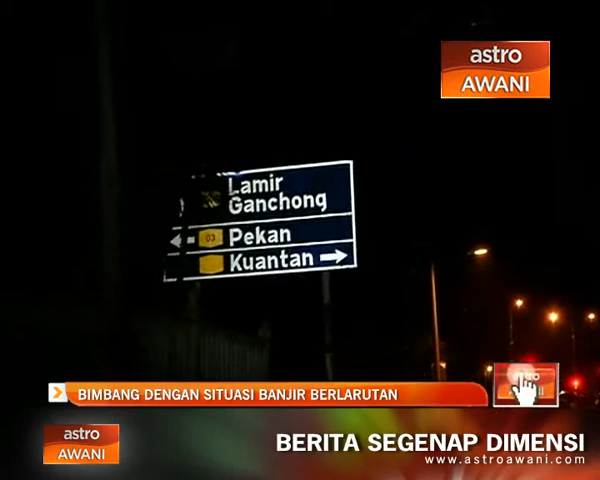 astro
AWANI
Lamir
Ganchong
03 Pekan
Kuantan
BIMBANG DENGAN SITUASI BANJIR BERLARUTAN
astro
AWANI
BERITA SEGENAP DIMENSI
www.astroawani.com